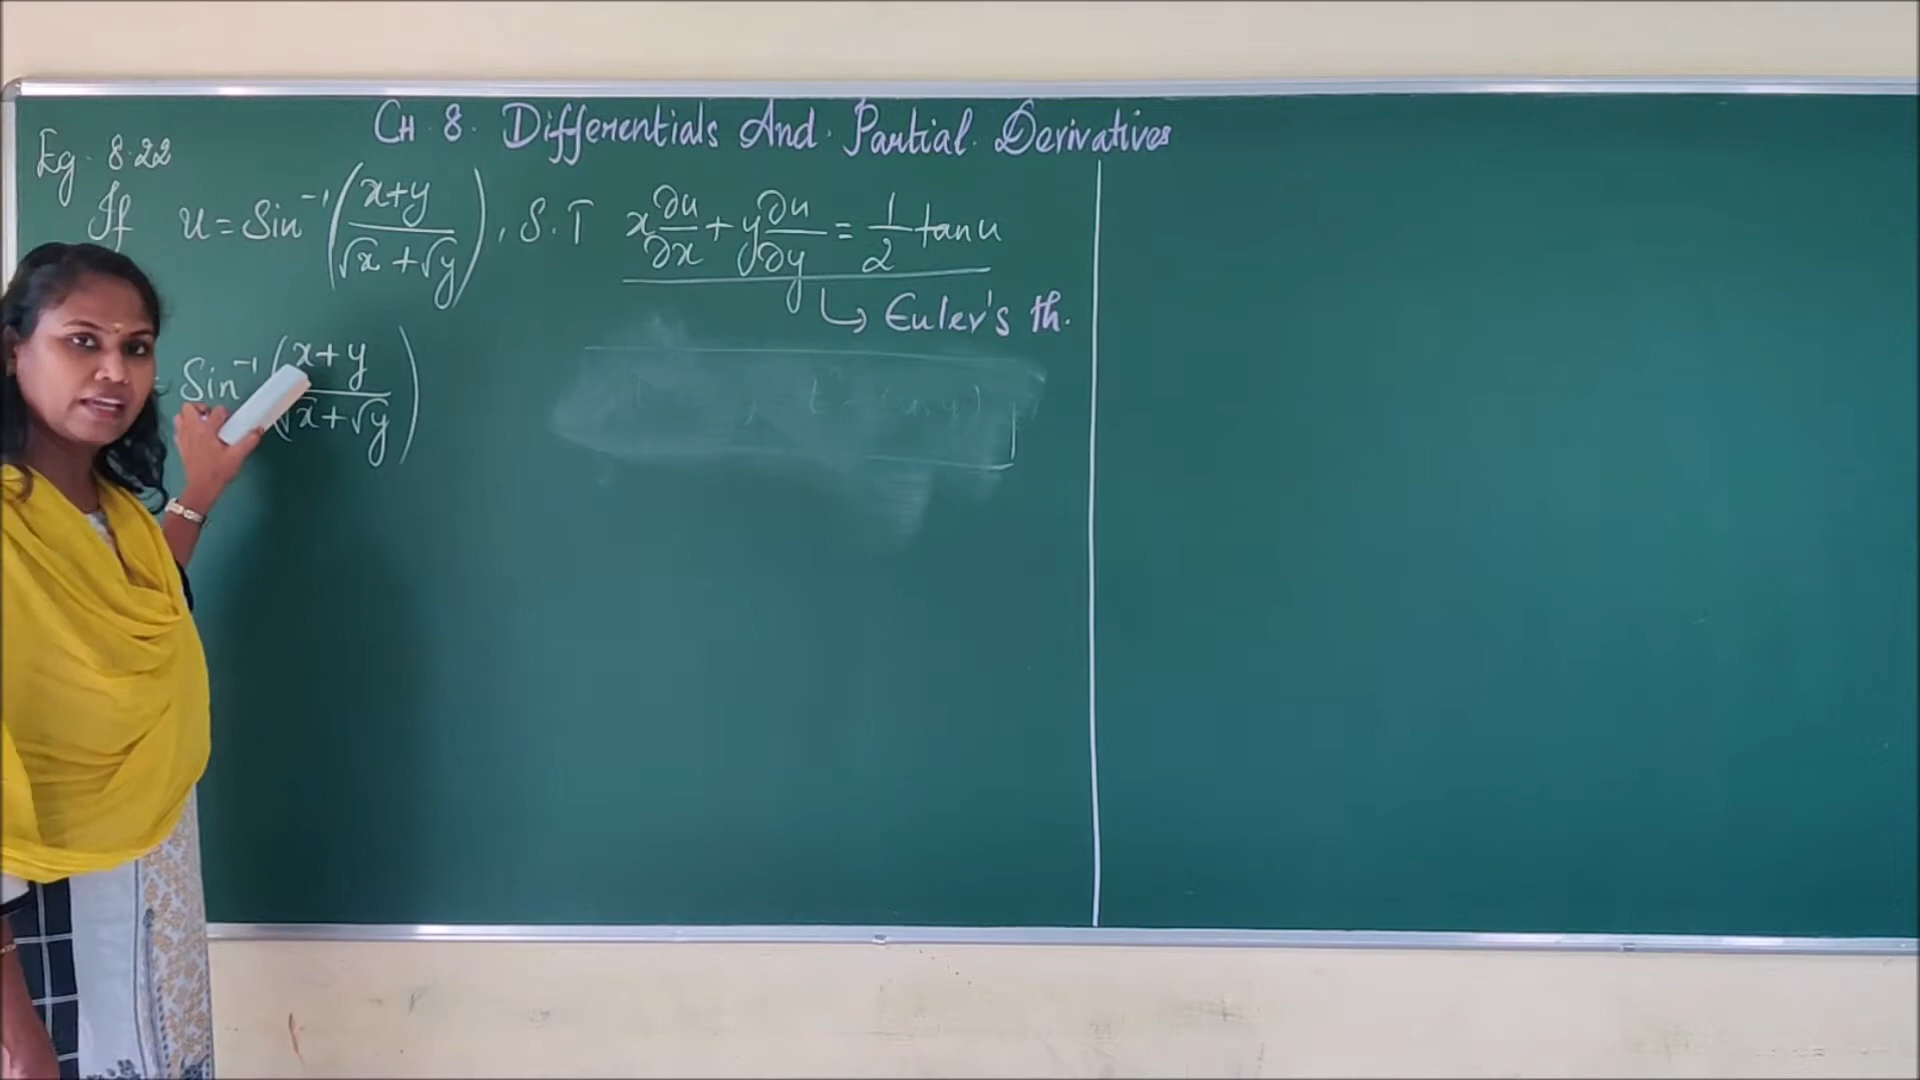 CH 8. Differentials And Partial Derivatives
Eg. 8.22
If u = Sin⁻¹((x+y)/(√x+√y)), S.T x ∂u/∂x + y ∂u/∂y = 1/2 tan u
↳ Euler's th.
= Sin⁻¹((x+y)/(√x+√y))